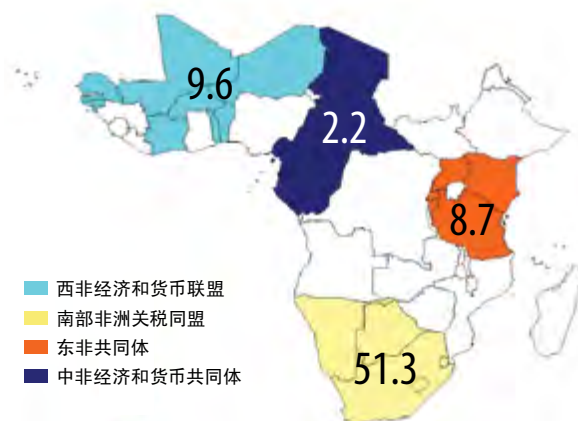 9.6
2.2
8.7
西非经济和货币联盟
南部非洲关税同盟
东非共同体
中非经济和货币共同体
51.3